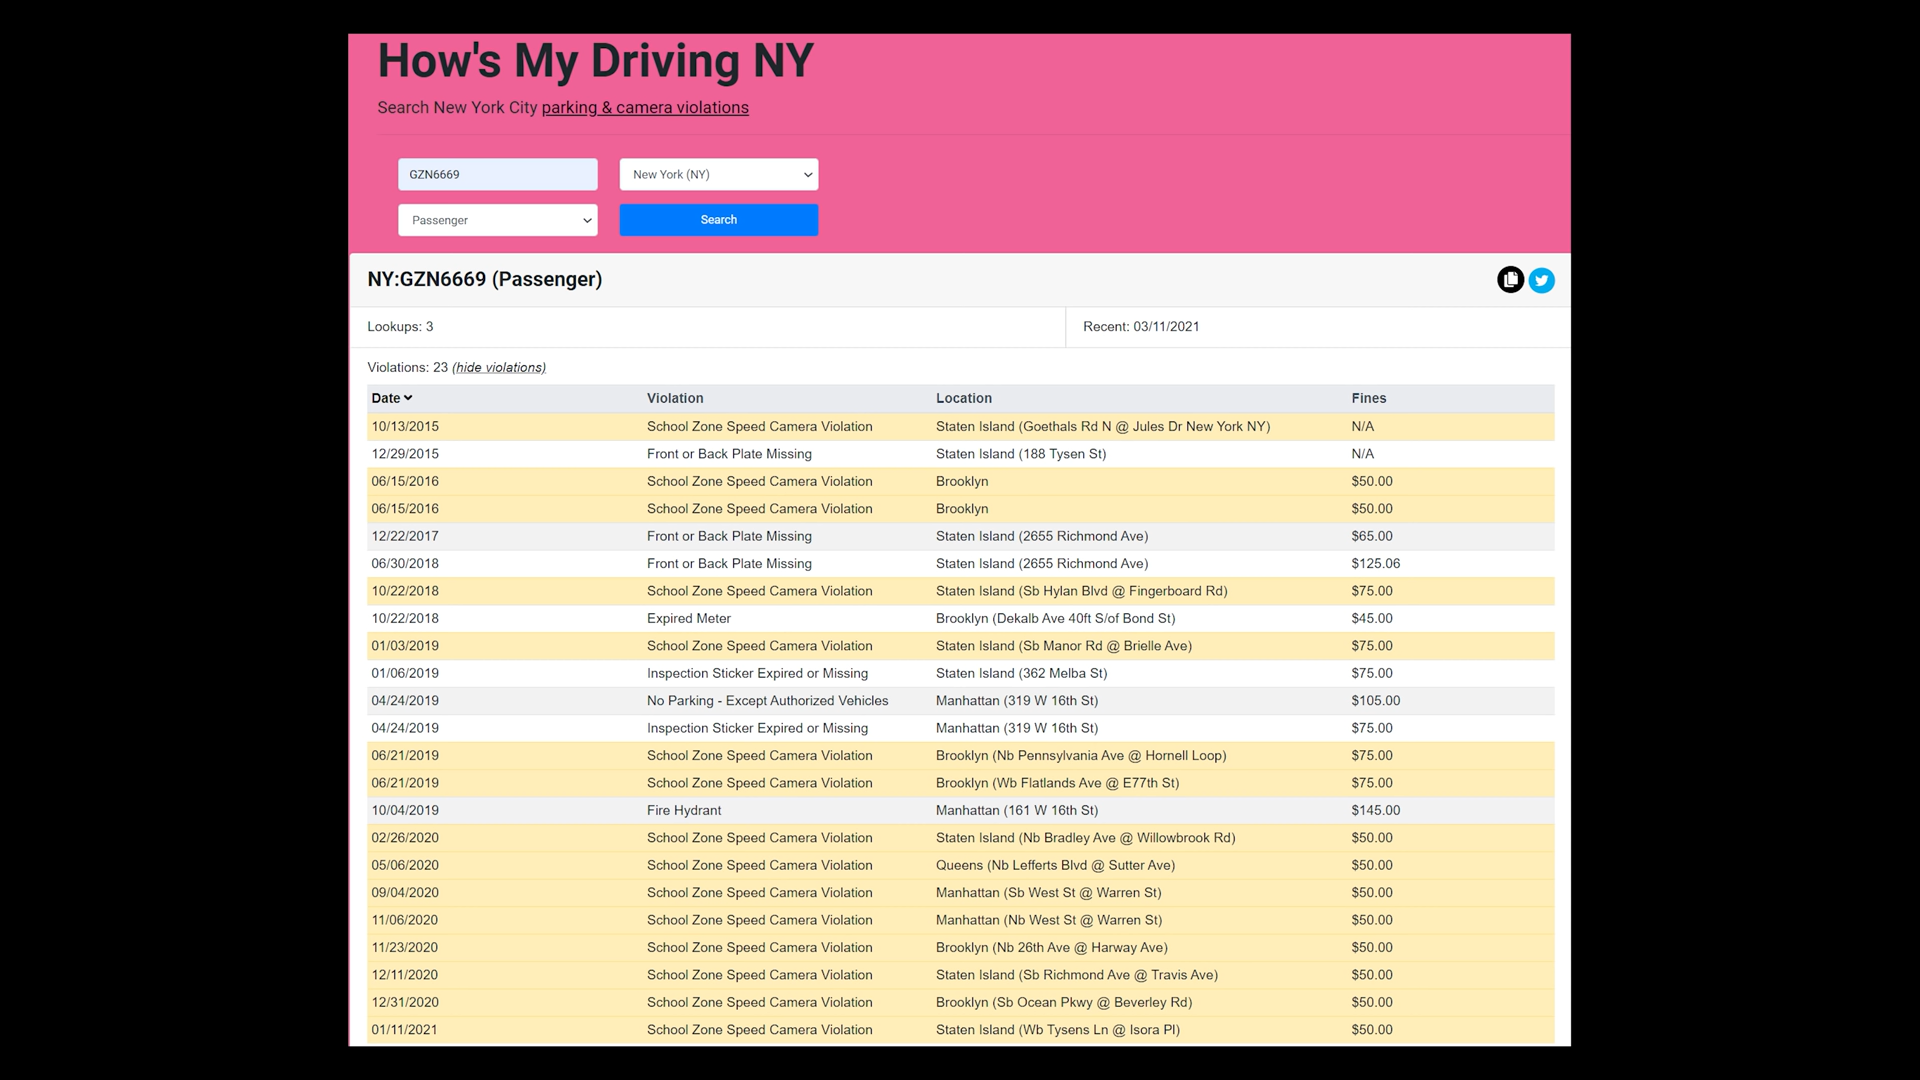 How's My Driving NY
Search New York City parking & camera violations
GZN6669 New York (NY)
Passenger Search
NY:GZN6669 (Passenger)
Lookups: 3 Recent: 03/11/2021
Violations: 23 (hide violations)
Date Violation Location Fines
10/13/2015 School Zone Speed Camera Violation Staten Island (Goethals Rd N @ Jules Dr New York NY) N/A
12/29/2015 Front or Back Plate Missing Staten Island (188 Tysen St) N/A
06/15/2016 School Zone Speed Camera Violation Brooklyn $50.00
06/15/2016 School Zone Speed Camera Violation Brooklyn $50.00
12/22/2017 Front or Back Plate Missing Staten Island (2655 Richmond Ave) $65.00
06/30/2018 Front or Back Plate Missing Staten Island (2655 Richmond Ave) $125.06
10/22/2018 School Zone Speed Camera Violation Staten Island (Sb Hylan Blvd @ Fingerboard Rd) $75.00
10/22/2018 Expired Meter Brooklyn (Dekalb Ave 40ft S/of Bond St) $45.00
01/03/2019 School Zone Speed Camera Violation Staten Island (Sb Manor Rd @ Brielle Ave) $75.00
01/06/2019 Inspection Sticker Expired or Missing Staten Island (362 Melba St) $75.00
04/24/2019 No Parking - Except Authorized Vehicles Manhattan (319 W 16th St) $105.00
04/24/2019 Inspection Sticker Expired or Missing Manhattan (319 W 16th St) $75.00
06/21/2019 School Zone Speed Camera Violation Brooklyn (Nb Pennsylvania Ave @ Hornell Loop) $75.00
06/21/2019 School Zone Speed Camera Violation Brooklyn (Wb Flatlands Ave @ E77th St) $75.00
10/04/2019 Fire Hydrant Manhattan (161 W 16th St) $145.00
02/26/2020 School Zone Speed Camera Violation Staten Island (Nb Bradley Ave @ Willowbrook Rd) $50.00
05/06/2020 School Zone Speed Camera Violation Queens (Nb Lefferts Blvd @ Sutter Ave) $50.00
09/04/2020 School Zone Speed Camera Violation Manhattan (Sb West St @ Warren St) $50.00
11/06/2020 School Zone Speed Camera Violation Manhattan (Nb West St @ Warren St) $50.00
11/23/2020 School Zone Speed Camera Violation Brooklyn (Nb 26th Ave @ Harway Ave) $50.00
12/11/2020 School Zone Speed Camera Violation Staten Island (Sb Richmond Ave @ Travis Ave) $50.00
12/31/2020 School Zone Speed Camera Violation Brooklyn (Sb Ocean Pkwy @ Beverley Rd) $50.00
01/11/2021 School Zone Speed Camera Violation Staten Island (Wb Tysens Ln @ Isora Pl) $50.00